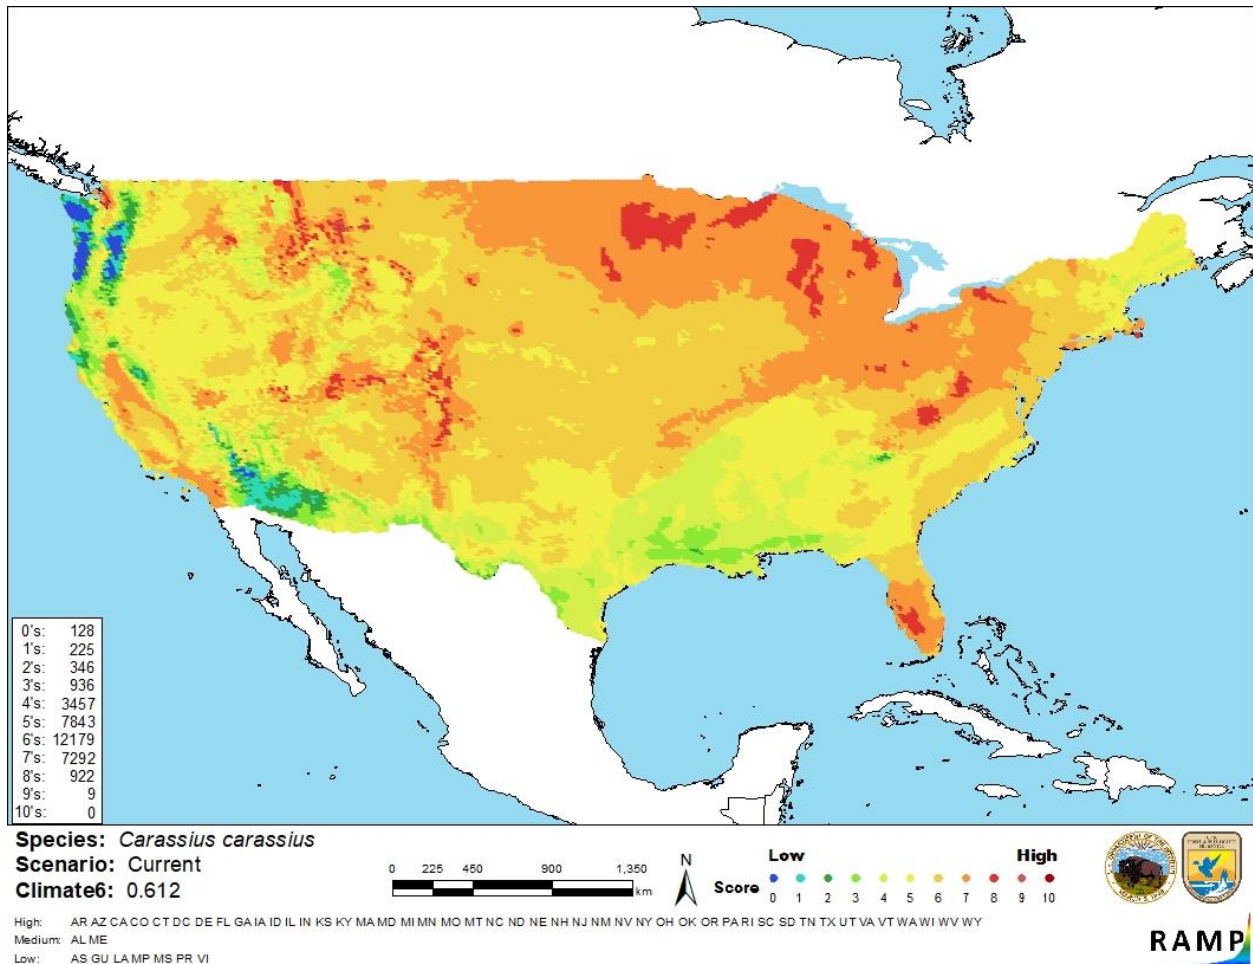 0's: 128
1's: 225
2's: 346
3's: 936
4's: 3457
5's: 7843
6's: 12179
7's: 7292
8's: 922
9's: 9
10's: 0
Species: Carassius carassius
Scenario: Current
Climate6: 0.612
0 225 450 900 1,350
km
N
Low High
Score
0 1 2 3 4 5 6 7 8 9 10
High: AR AZ CA CO CT DC DE FL GA IA ID IL IN KS KY MA MD MI MN MO MT NC ND NE NH NJ NM NV NY OH OK OR PA RI SC SD TN TX UT VA VT WA WI WV WY
Medium: AL ME
Low: AS GU LA MP MS PR VI
RAMP